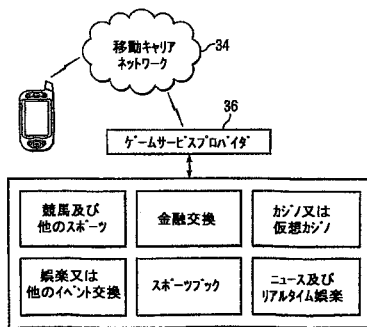 移動キャリア
ネットワーク
34
36
ゲームサービスプロバイダ
競馬及び
他のスポーツ
金融交換
カジノ又は
仮想カジノ
娯楽又は
他のイベント交換
スポーツブック
ニュース及び
リアルタイム娯楽